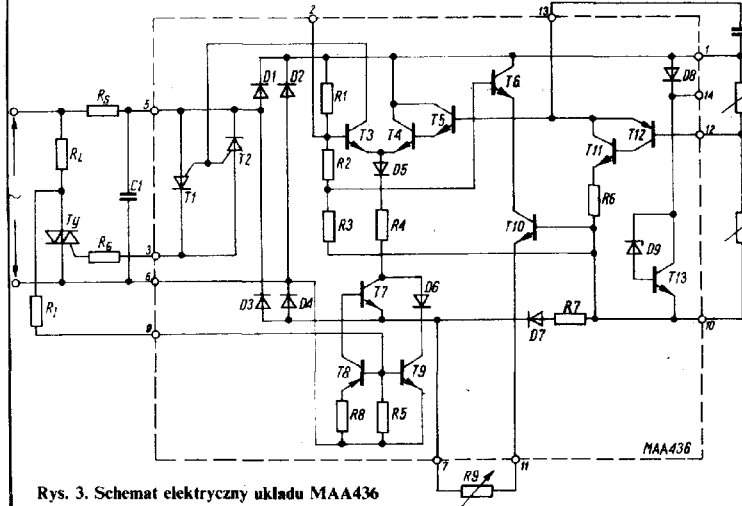 2
13
D1
D2
R1
T6
1
D8
14
Rs
5
T3
T4
T5
T12
12
T2
R2
T11
C1
RL
T1
D5
R6
R3
R4
T10
Ty
D9
RG
3
T13
6
T7
D6
D3
D4
R7
10
R1
D7
9
T8
T9
R8
R5
MAA436
7
11
R9
Rys. 3. Schemat elektryczny układu MAA436